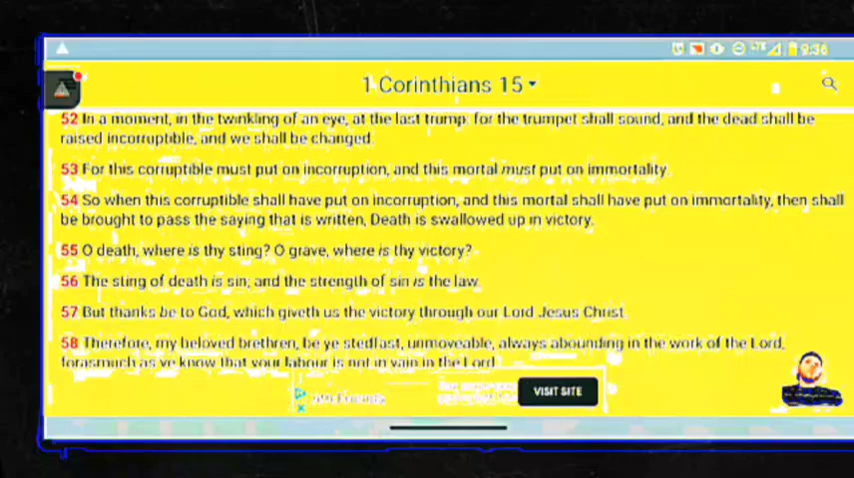 9:36
1 Corinthians 15
52 In a moment, in the twinkling of an eye, at the last trump: for the trumpet shall sound, and the dead shall be
raised incorruptible, and we shall be changed.
53 For this corruptible must put on incorruption, and this mortal must put on immortality.
54 So when this corruptible shall have put on incorruption, and this mortal shall have put on immortality, then shall
be brought to pass the saying that is written, Death is swallowed up in victory.
55 O death, where is thy sting? O grave, where is thy victory?
56 The sting of death is sin; and the strength of sin is the law.
57 But thanks be to God, which giveth us the victory through our Lord Jesus Christ.
58 Therefore, my beloved brethren, be ye stedfast, unmoveable, always abounding in the work of the Lord,
forasmuch as ye know that your labour is not in vain in the Lord.
VISIT SITE